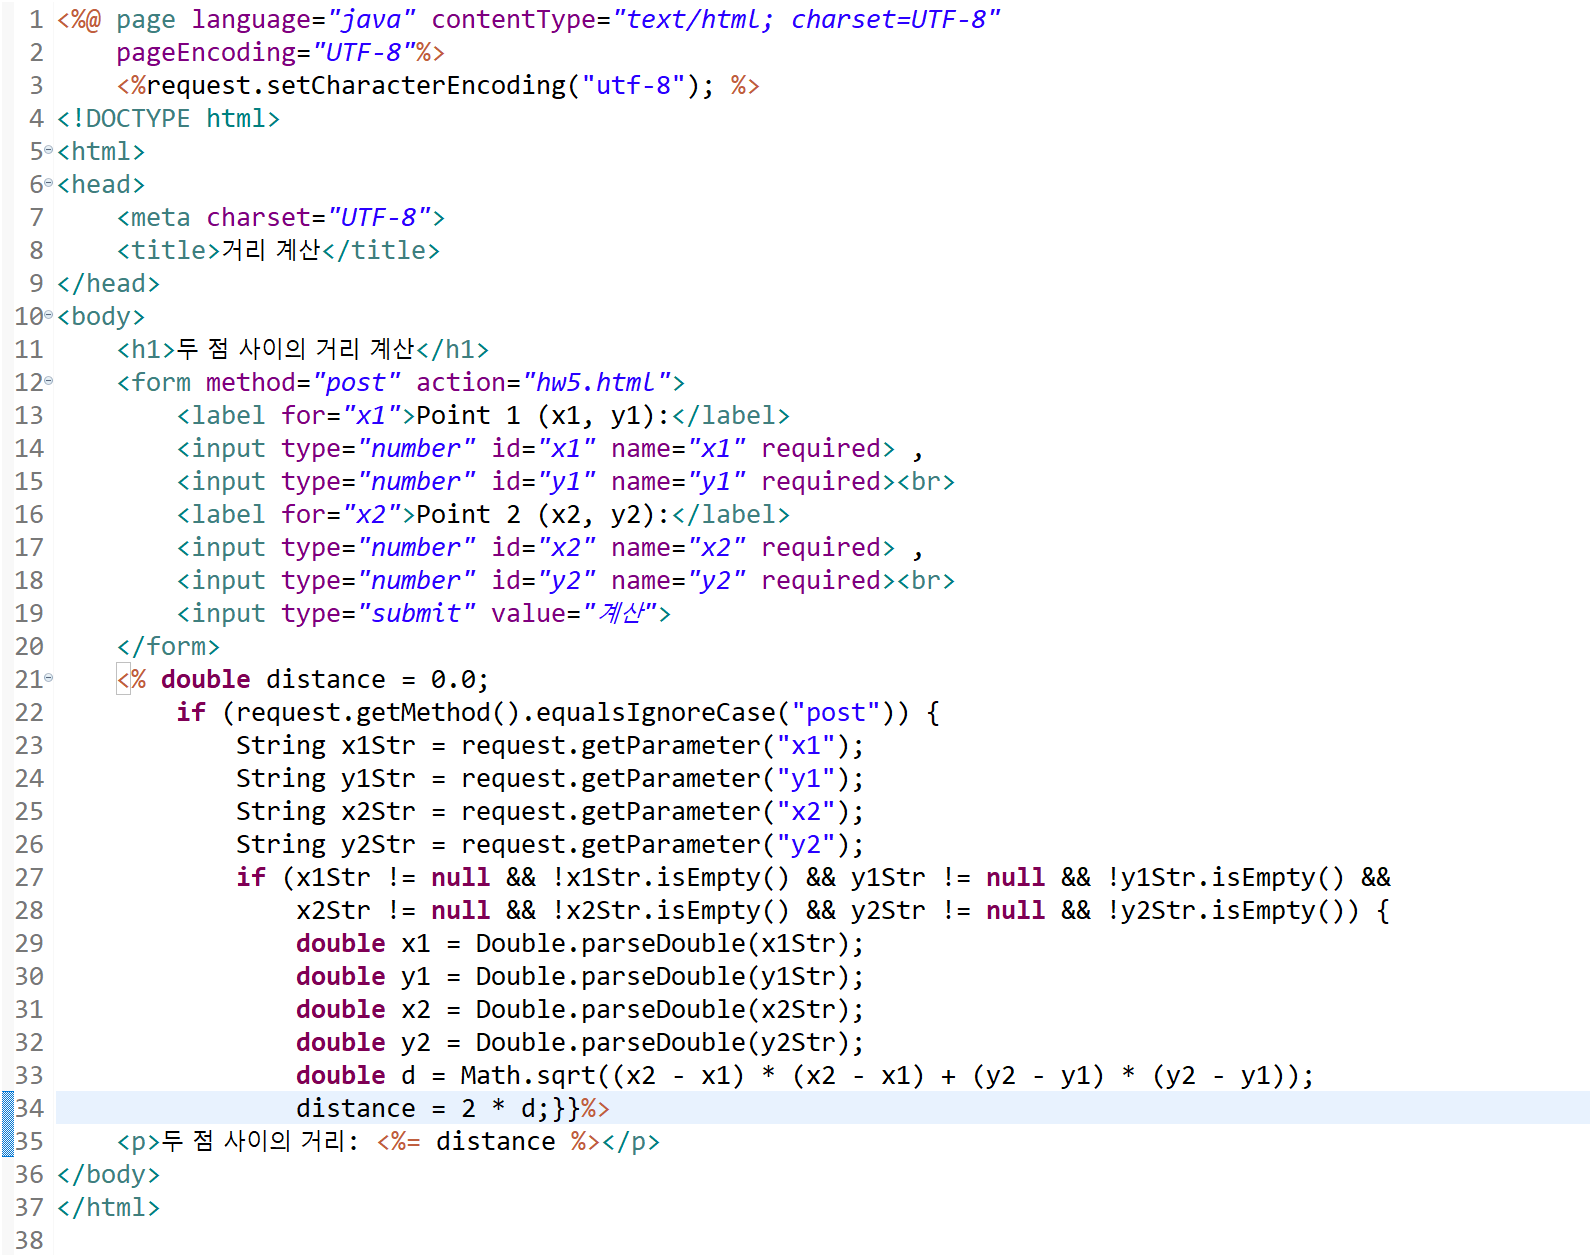 1 <%@ page language="java" contentType="text/html; charset=UTF-8"
2     pageEncoding="UTF-8"%>
3     <%request.setCharacterEncoding("utf-8"); %>
4 <!DOCTYPE html>
5 <html>
6 <head>
7     <meta charset="UTF-8">
8     <title>거리 계산</title>
9 </head>
10 <body>
11     <h1>두 점 사이의 거리 계산</h1>
12     <form method="post" action="hw5.html">
13         <label for="x1">Point 1 (x1, y1):</label>
14         <input type="number" id="x1" name="x1" required> ,
15         <input type="number" id="y1" name="y1" required><br>
16         <label for="x2">Point 2 (x2, y2):</label>
17         <input type="number" id="x2" name="x2" required> ,
18         <input type="number" id="y2" name="y2" required><br>
19         <input type="submit" value="계산">
20     </form>
21     <% double distance = 0.0;
22         if (request.getMethod().equalsIgnoreCase("post")) {
23             String x1Str = request.getParameter("x1");
24             String y1Str = request.getParameter("y1");
25             String x2Str = request.getParameter("x2");
26             String y2Str = request.getParameter("y2");
27             if (x1Str != null && !x1Str.isEmpty() && y1Str != null && !y1Str.isEmpty() &&
28                 x2Str != null && !x2Str.isEmpty() && y2Str != null && !y2Str.isEmpty()) {
29                 double x1 = Double.parseDouble(x1Str);
30                 double y1 = Double.parseDouble(y1Str);
31                 double x2 = Double.parseDouble(x2Str);
32                 double y2 = Double.parseDouble(y2Str);
33                 double d = Math.sqrt((x2 - x1) * (x2 - x1) + (y2 - y1) * (y2 - y1));
34                 distance = 2 * d;}}%>
35     <p>두 점 사이의 거리: <%= distance %></p>
36 </body>
37 </html>
38